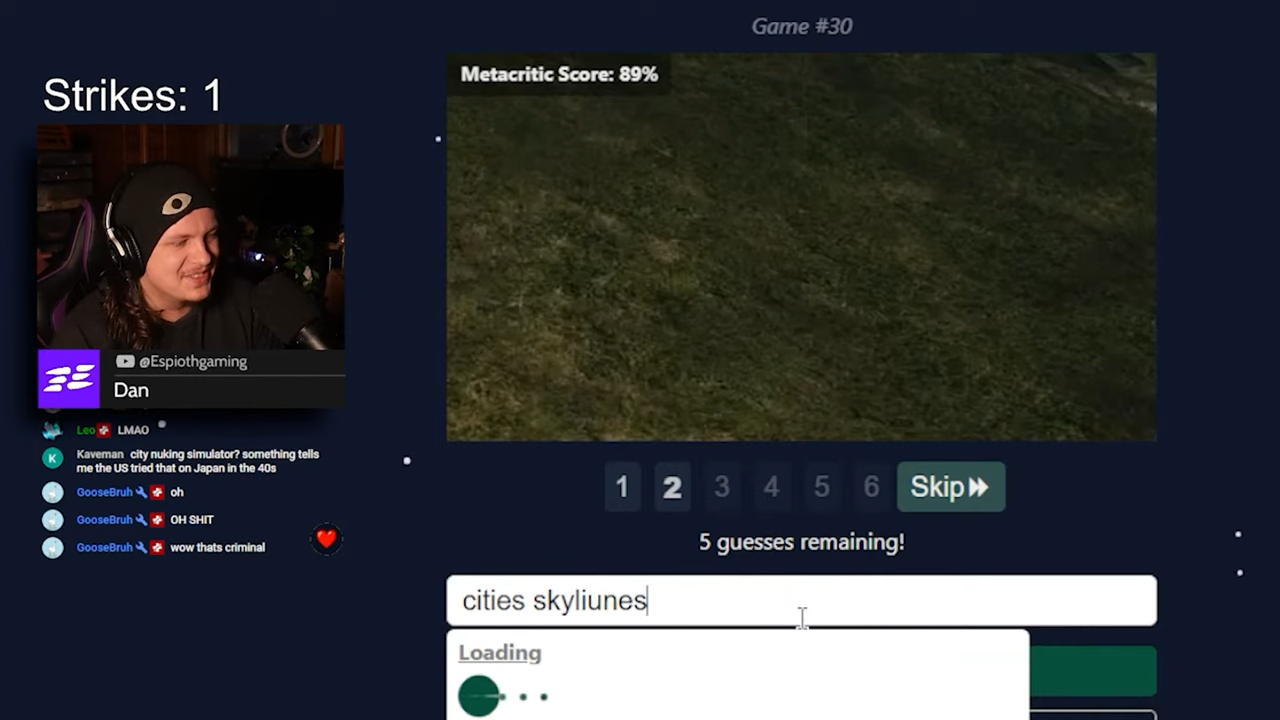 Game #30
Metacritic Score: 89%
Strikes: 1
@Espiothgaming
Dan
Leo LMAO
Kaveman city nuking simulator? something tells
me the US tried that on Japan in the 40s
GooseBruh oh
GooseBruh OH SHIT
GooseBruh wow thats criminal
1 2 3 4 5 6 Skip
5 guesses remaining!
cities skyliunes
Loading